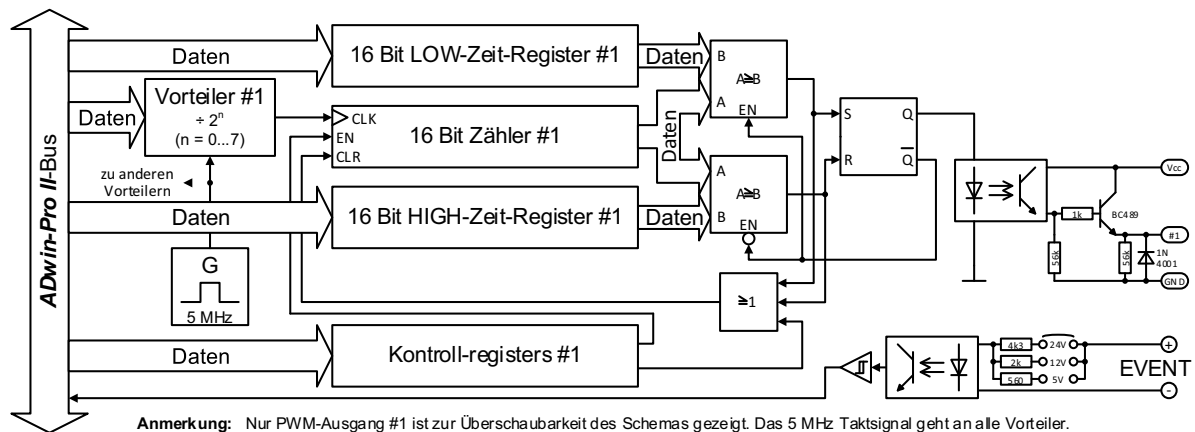 ADwin-Pro II-Bus
Daten
16 Bit LOW-Zeit-Register #1
Daten
B
A≥B
A
EN
Daten
Vorteiler #1
÷ 2ⁿ
(n = 0...7)
CLK
EN
CLR
16 Bit Zähler #1
Daten
S
Q
R
Q
zu anderen
Vorteilern
Daten
16 Bit HIGH-Zeit-Register #1
Daten
A
A≥B
B
EN
G
5 MHz
≥1
Daten
Kontroll-registers #1
Vcc
1k
BC489
#1
56k
56k
1N
4001
GND
4k3
24V
2k
12V
560
5V
+
EVENT
-
Anmerkung: Nur PWM-Ausgang #1 ist zur Überschaubarkeit des Schemas gezeigt. Das 5 MHz Taktsignal geht an alle Vorteiler.